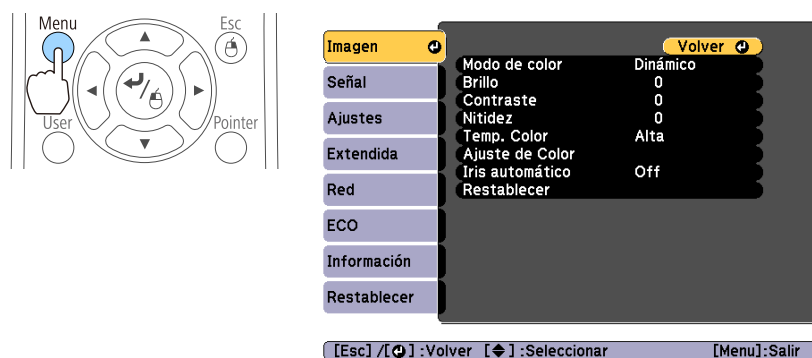 Menu
Esc
User
Pointer
Imagen
Señal
Ajustes
Extendida
Red
ECO
Información
Restablecer
Volver
Modo de color Dinámico
Brillo 0
Contraste 0
Nitidez 0
Temp. Color Alta
Ajuste de Color
Iris automático Off
Restablecer
[Esc] /[ ] :Volver [ ] :Seleccionar [Menu]:Salir